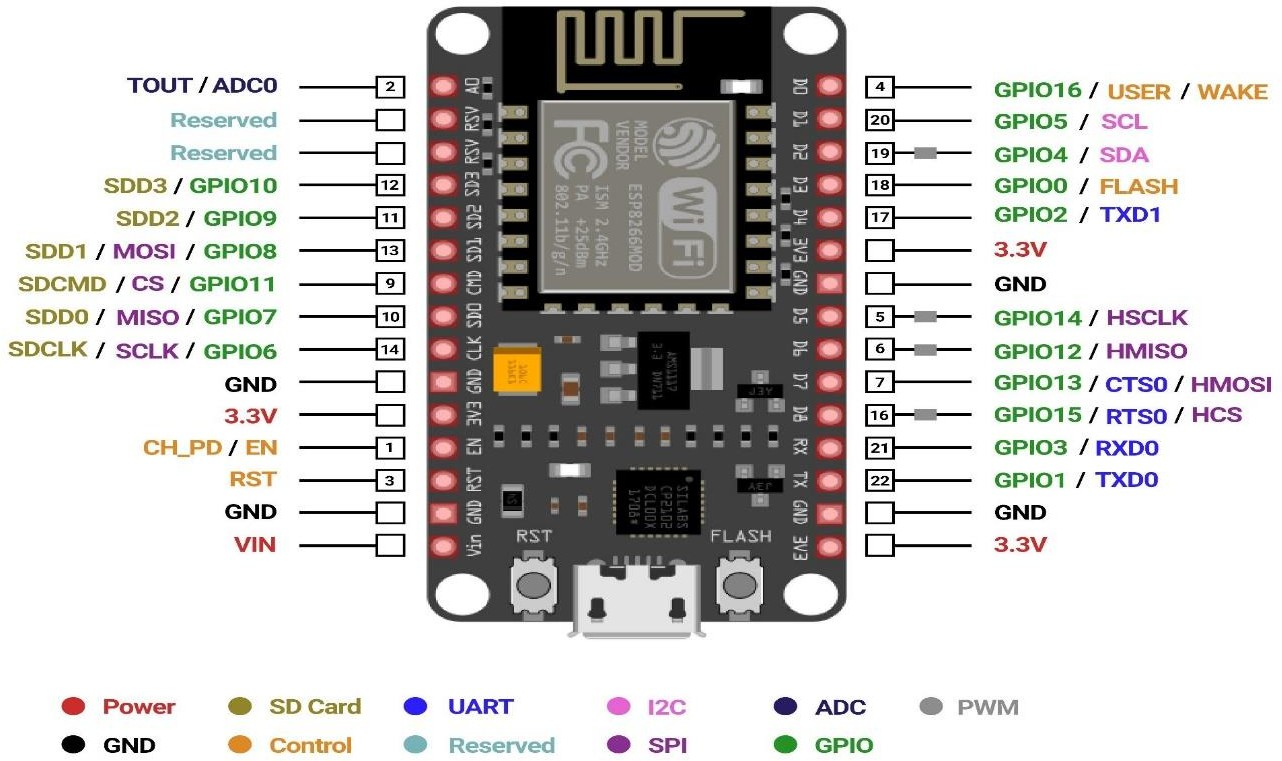 TOUT / ADC0
Reserved
Reserved
SDD3 / GPIO10
SDD2 / GPIO9
SDD1 / MOSI / GPIO8
SDCMD / CS / GPIO11
SDD0 / MISO / GPIO7
SDCLK / SCLK / GPIO6
GND
3.3V
CH_PD / EN
RST
GND
VIN
2
12
11
13
9
10
14
1
3
A0
RSV
RSV
SD3
SD2
SD1
CMD
SD0
CLK
GND
3V3
EN
RST
GND
Vin
MODEL
VENDOR
ESP8266MOD
FC
WiFi
ISM 2.4GHz
PA +25dBm
802.11b/g/n
AMS1117
SILABS
CP2102
DCL00X
RST
FLASH
D0
D1
D2
D3
D4
3V3
GND
D5
D6
D7
D8
RX
TX
GND
3V3
4
20
19
18
17
5
6
7
16
21
22
GPIO16 / USER / WAKE
GPIO5 / SCL
GPIO4 / SDA
GPIO0 / FLASH
GPIO2 / TXD1
3.3V
GND
GPIO14 / HSCLK
GPIO12 / HMISO
GPIO13 / CTS0 / HMOSI
GPIO15 / RTS0 / HCS
GPIO3 / RXD0
GPIO1 / TXD0
GND
3.3V
Power
SD Card
UART
I2C
ADC
PWM
GND
Control
Reserved
SPI
GPIO